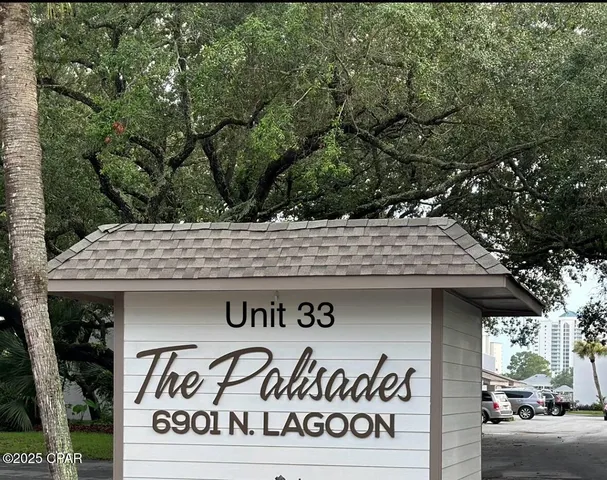 Unit 33
The Palisades
6901 N. LAGOON
©2025 CPAR